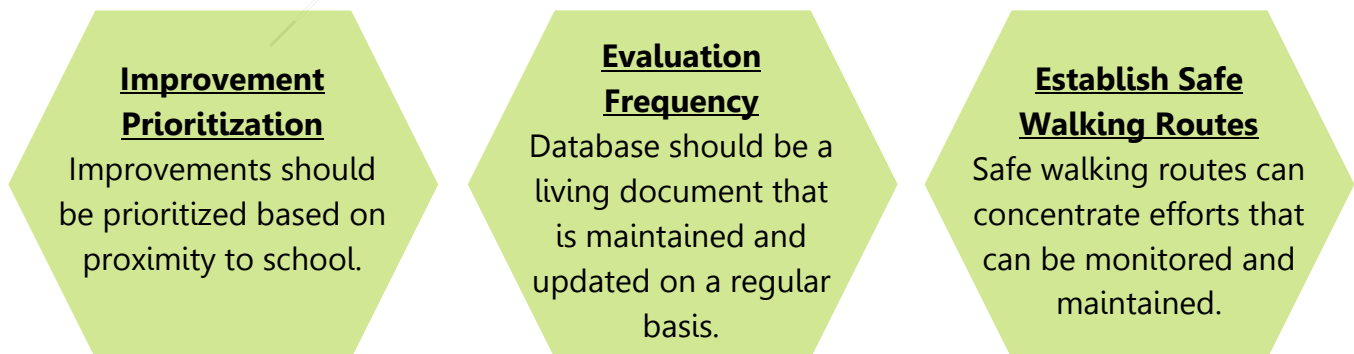 Improvement
Prioritization
Improvements should
be prioritized based on
proximity to school.
Evaluation
Frequency
Database should be a
living document that
is maintained and
updated on a regular
basis.
Establish Safe
Walking Routes
Safe walking routes can
concentrate efforts that
can be monitored and
maintained.